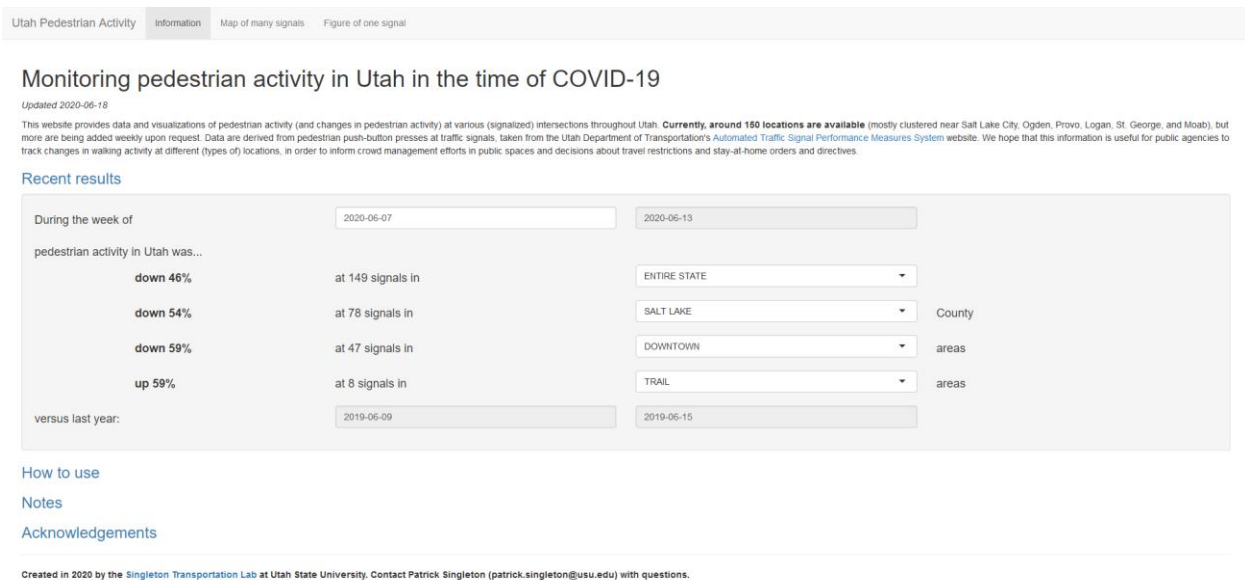 Utah Pedestrian Activity Information Map of many signals Figure of one signal
Monitoring pedestrian activity in Utah in the time of COVID-19
Updated 2020-06-18
This website provides data and visualizations of pedestrian activity (and changes in pedestrian activity) at various (signalized) intersections throughout Utah. Currently, around 150 locations are available (mostly clustered near Salt Lake City, Ogden, Provo, Logan, St. George, and Moab), but
more are being added weekly upon request. Data are derived from pedestrian push-button presses at traffic signals, taken from the Utah Department of Transportation's Automated Traffic Signal Performance Measures System website. We hope that this information is useful for public agencies to
track changes in walking activity at different (types of) locations, in order to inform crowd management efforts in public spaces and decisions about travel restrictions and stay-at-home orders and directives.
Recent results
During the week of 2020-06-07 2020-06-13
pedestrian activity in Utah was...
down 46% at 149 signals in ENTIRE STATE
down 54% at 78 signals in SALT LAKE County
down 59% at 47 signals in DOWNTOWN areas
up 59% at 8 signals in TRAIL areas
versus last year: 2019-06-09 2019-06-15
How to use
Notes
Acknowledgements
Created in 2020 by the Singleton Transportation Lab at Utah State University. Contact Patrick Singleton (patrick.singleton@usu.edu) with questions.